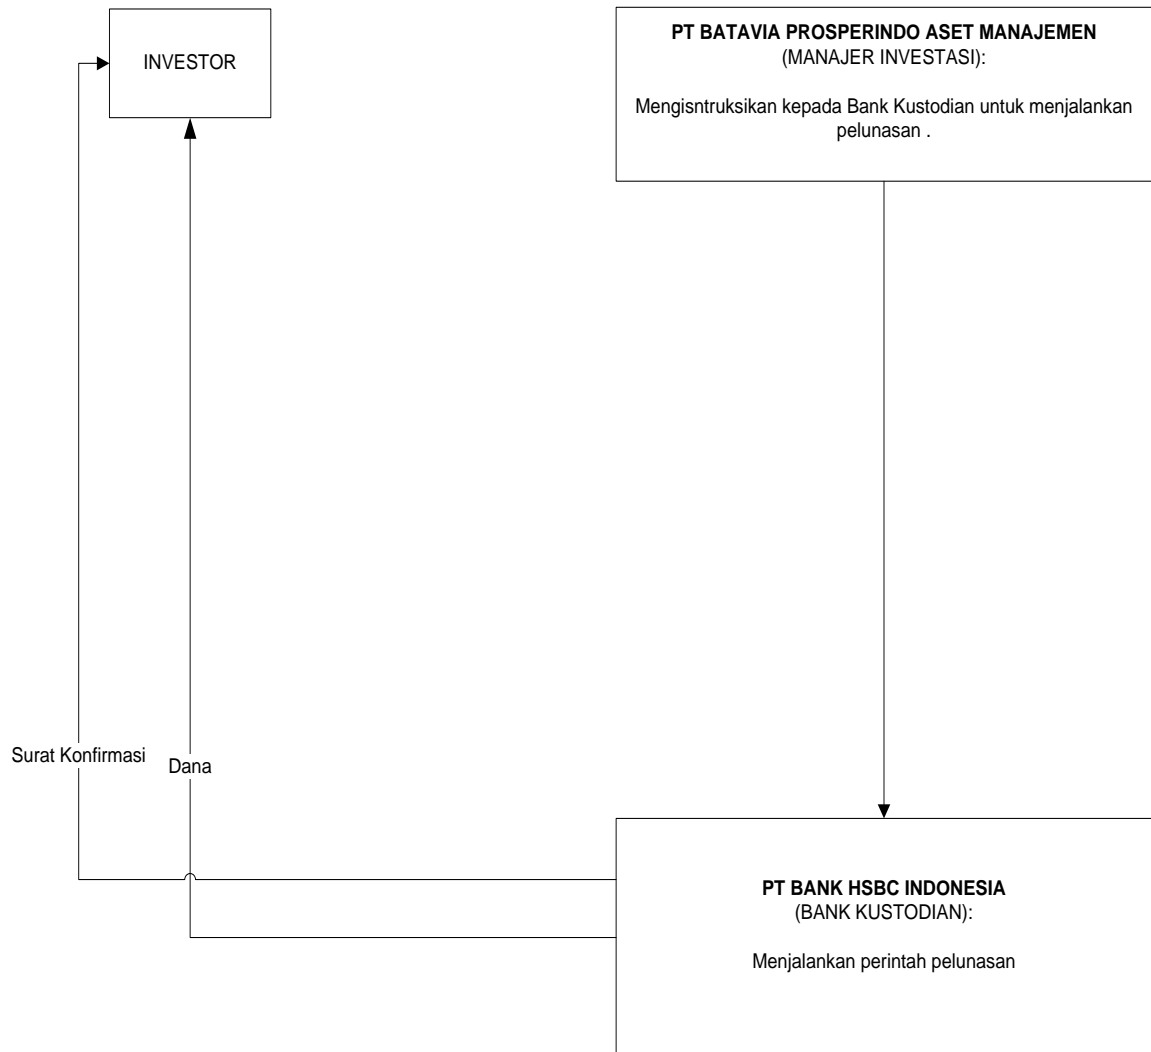 INVESTOR
PT BATAVIA PROSPERINDO ASET MANAJEMEN
(MANAJER INVESTASI):
Mengisntruksikan kepada Bank Kustodian untuk menjalankan
pelunasan .
Surat Konfirmasi
Dana
PT BANK HSBC INDONESIA
(BANK KUSTODIAN):
Menjalankan perintah pelunasan